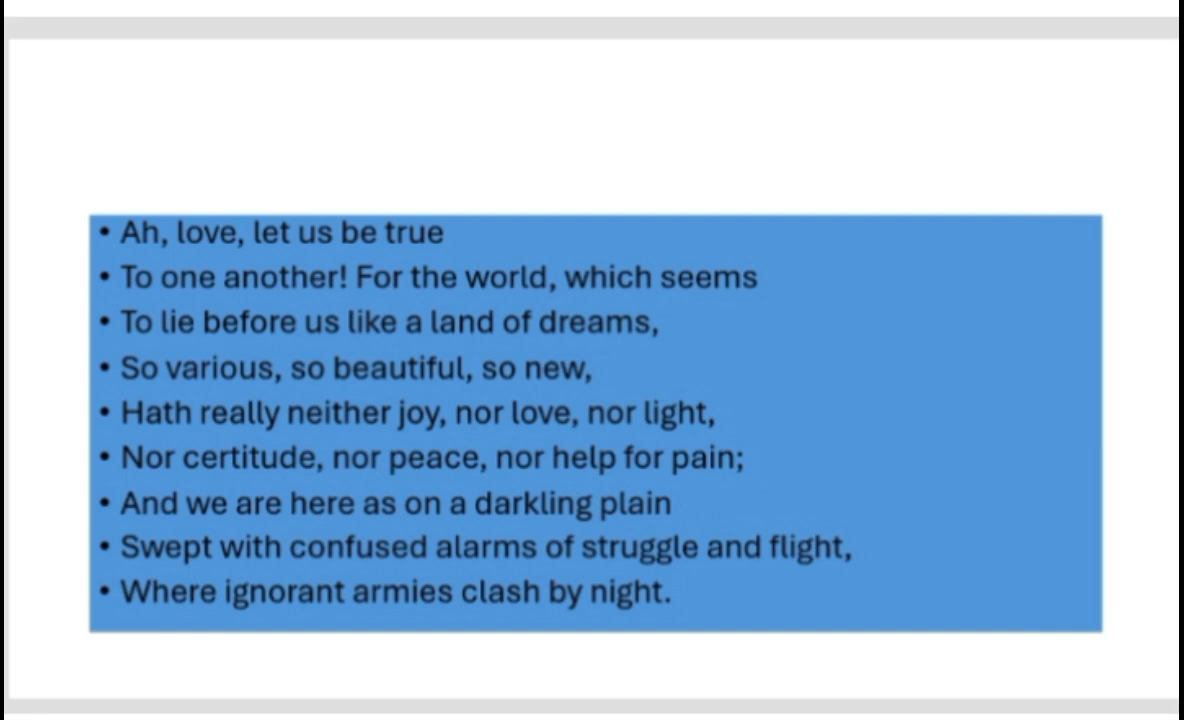 • Ah, love, let us be true
• To one another! For the world, which seems
• To lie before us like a land of dreams,
• So various, so beautiful, so new,
• Hath really neither joy, nor love, nor light,
• Nor certitude, nor peace, nor help for pain;
• And we are here as on a darkling plain
• Swept with confused alarms of struggle and flight,
• Where ignorant armies clash by night.